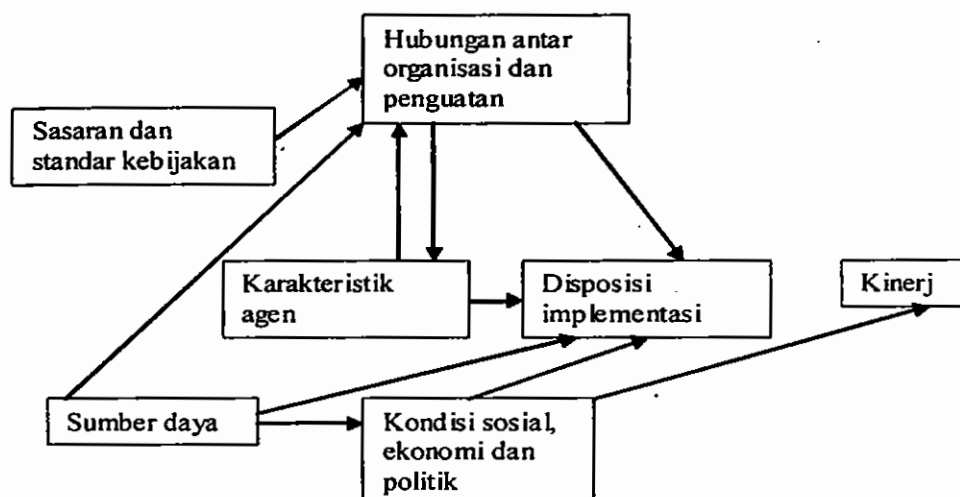 Hubungan antar
organisasi dan
penguatan
Sasaran dan
standar kebijakan
Karakteristik
agen
Disposisi
implementasi
Kinerj
Sumber daya
Kondisi sosial,
ekonomi dan
politik